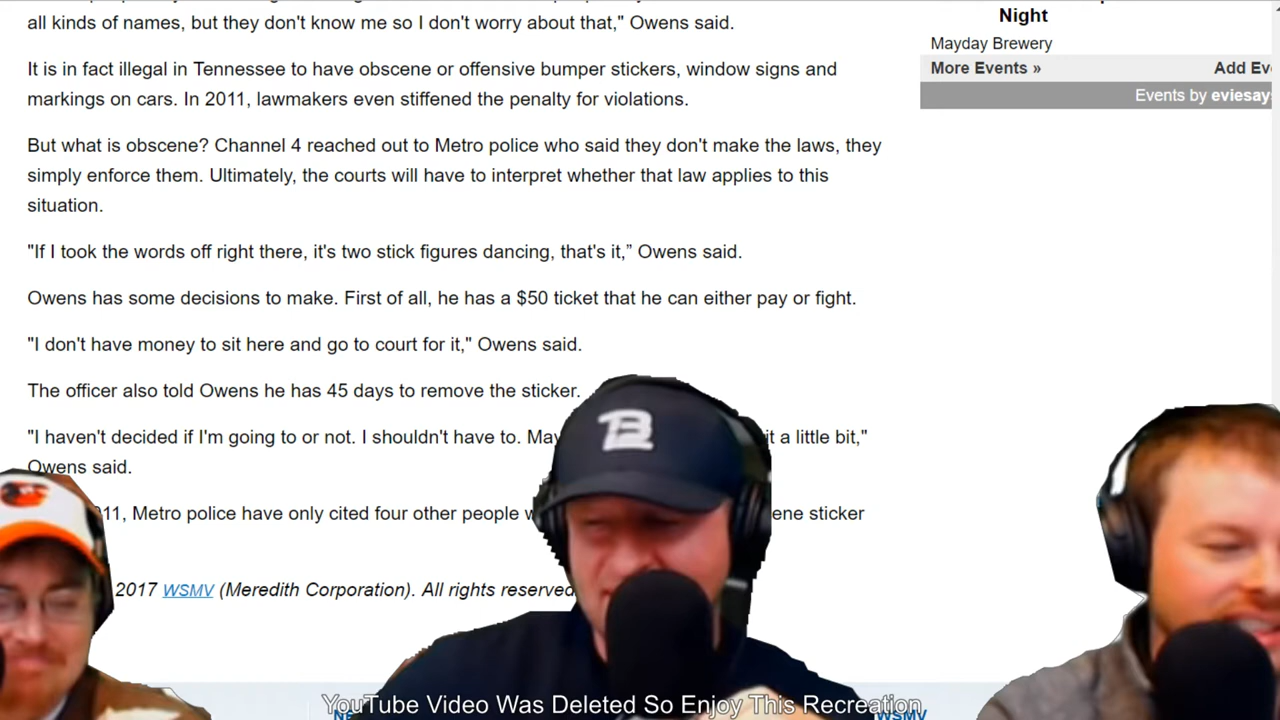 all kinds of names, but they don't know me so I don't worry about that," Owens said.
It is in fact illegal in Tennessee to have obscene or offensive bumper stickers, window signs and
markings on cars. In 2011, lawmakers even stiffened the penalty for violations.
But what is obscene? Channel 4 reached out to Metro police who said they don't make the laws, they
simply enforce them. Ultimately, the courts will have to interpret whether that law applies to this
situation.
"If I took the words off right there, it's two stick figures dancing, that's it,” Owens said.
Owens has some decisions to make. First of all, he has a $50 ticket that he can either pay or fight.
"I don't have money to sit here and go to court for it," Owens said.
The officer also told Owens he has 45 days to remove the sticker.
"I haven't decided if I'm going to or not. I shouldn't have to. May it a little bit,"
Owens said.
11, Metro police have only cited four other people w ene sticker
2017 WSMV (Meredith Corporation). All rights reserved
Night
Mayday Brewery
More Events » Add Eve
Events by eviesay
YouTube Video Was Deleted So Enjoy This Recreation
WSMV